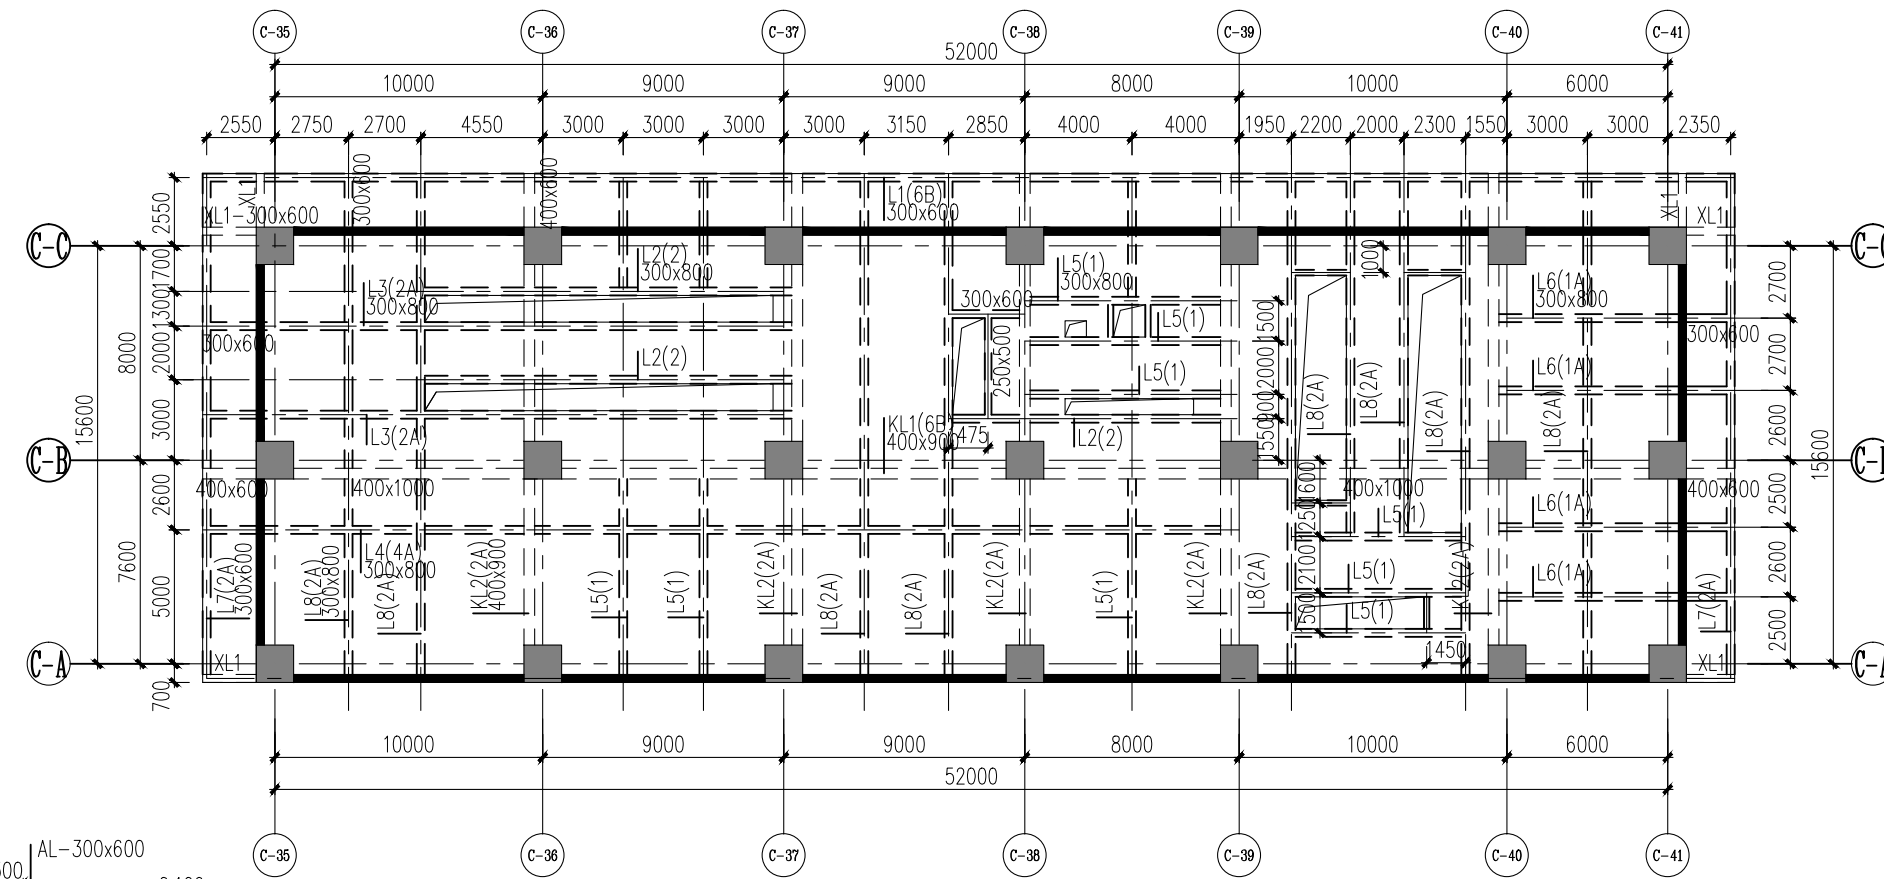 C-35 C-36 C-37 C-38 C-39 C-40 C-41
52000
10000 9000 9000 8000 10000 6000
2550 2750 2700 4550 3000 3000 3000 3000 3150 2850 4000 4000 1950 2200 2000 2300 1550 3000 3000 2350
XL1
300x600
400x600
L1(6B)
300x600
XL1
XL1
XL1-300x600
2550
C-C
L2(2)
300x800
L5(1)
300x800
1000
1700
L3(2A)
300x800
300x600
L6(1A)
300x800
2700
1300
L5(1)
1500
300x600
300x600
8000
2000
L2(2)
250x500
L5(1)
2000
L8(2A)
L8(2A)
L8(2A)
L8(2A)
L6(1A)
2700
15600
3000
L3(2A)
KL1(6B)
400x900
475
L2(2)
900
1550
2600
15600
C-B
400x600
400x1000
400x1000
400x600
2600
1600
L5(1)
L6(1A)
2500
1250
7600
5000
L4(4A)
300x800
L7(2A)
300x600
L8(2A)
300x800
L8(2A)
KL2(2A)
400x900
L5(1)
L5(1)
KL2(2A)
L8(2A)
L8(2A)
KL2(2A)
L5(1)
KL2(2A)
L8(2A)
2100
L5(1)
KL2(2A)
L6(1A)
2600
L7(2A)
1500
L5(1)
2500
1450
C-A
XL1
XL1
700
10000 9000 9000 8000 10000 6000
52000
C-35 C-36 C-37 C-38 C-39 C-40 C-41
AL-300x600